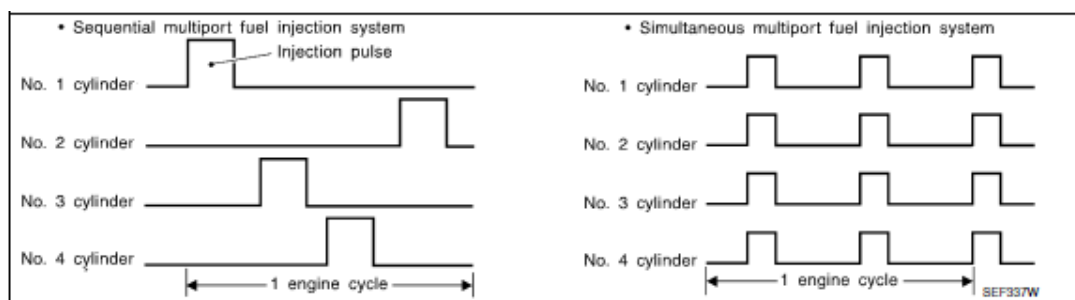 • Sequential multiport fuel injection system
Injection pulse
No. 1 cylinder
No. 2 cylinder
No. 3 cylinder
No. 4 cylinder
1 engine cycle
• Simultaneous multiport fuel injection system
No. 1 cylinder
No. 2 cylinder
No. 3 cylinder
No. 4 cylinder
1 engine cycle
SEF337W